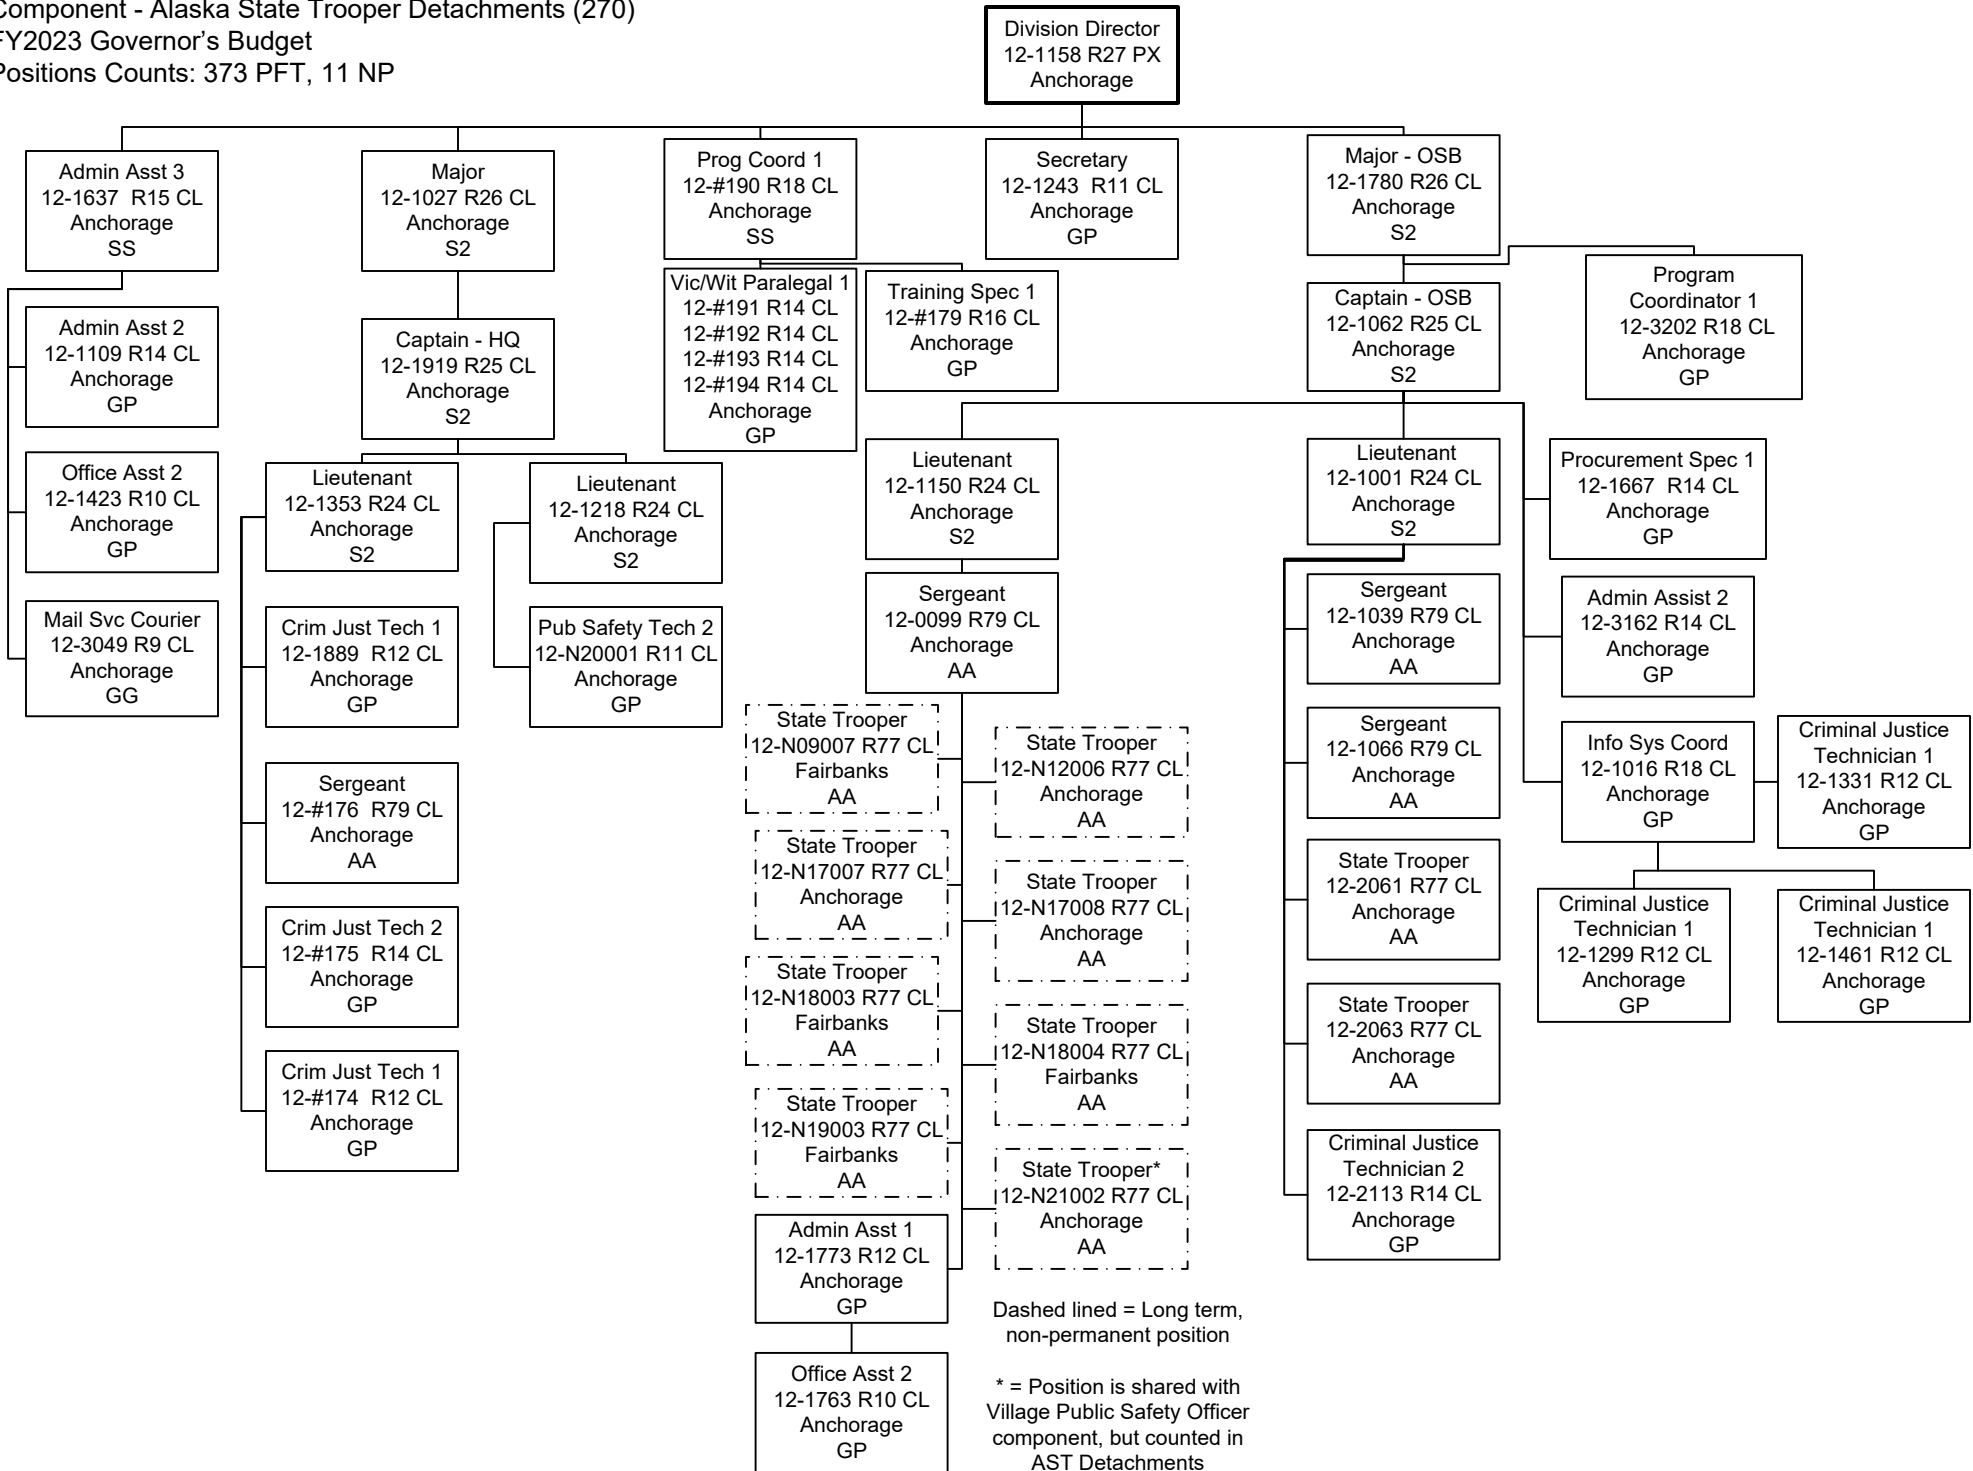 Component - Alaska State Trooper Detachments (270)
FY2023 Governor's Budget
Positions Counts: 373 PFT, 11 NP
Division Director
12-1158 R27 PX
Anchorage
Admin Asst 3
12-1637 R15 CL
Anchorage
SS
Major
12-1027 R26 CL
Anchorage
S2
Prog Coord 1
12-#190 R18 CL
Anchorage
SS
Secretary
12-1243 R11 CL
Anchorage
GP
Major - OSB
12-1780 R26 CL
Anchorage
S2
Admin Asst 2
12-1109 R14 CL
Anchorage
GP
Office Asst 2
12-1423 R10 CL
Anchorage
GP
Mail Svc Courier
12-3049 R9 CL
Anchorage
GG
Captain - HQ
12-1919 R25 CL
Anchorage
S2
Lieutenant
12-1353 R24 CL
Anchorage
S2
Crim Just Tech 1
12-1889 R12 CL
Anchorage
GP
Sergeant
12-#176 R79 CL
Anchorage
AA
Crim Just Tech 2
12-#175 R14 CL
Anchorage
GP
Crim Just Tech 1
12-#174 R12 CL
Anchorage
GP
Lieutenant
12-1218 R24 CL
Anchorage
S2
Pub Safety Tech 2
12-N20001 R11 CL
Anchorage
GP
Vic/Wit Paralegal 1
12-#191 R14 CL
12-#192 R14 CL
12-#193 R14 CL
12-#194 R14 CL
Anchorage
GP
Training Spec 1
12-#179 R16 CL
Anchorage
GP
Captain - OSB
12-1062 R25 CL
Anchorage
S2
Program
Coordinator 1
12-3202 R18 CL
Anchorage
GP
Lieutenant
12-1150 R24 CL
Anchorage
S2
Sergeant
12-0099 R79 CL
Anchorage
AA
State Trooper
12-N09007 R77 CL
Fairbanks
AA
State Trooper
12-N12006 R77 CL
Anchorage
AA
State Trooper
12-N17007 R77 CL
Anchorage
AA
State Trooper
12-N17008 R77 CL
Anchorage
AA
State Trooper
12-N18003 R77 CL
Fairbanks
AA
State Trooper
12-N18004 R77 CL
Fairbanks
AA
State Trooper
12-N19003 R77 CL
Fairbanks
AA
State Trooper*
12-N21002 R77 CL
Anchorage
AA
Admin Asst 1
12-1773 R12 CL
Anchorage
GP
Office Asst 2
12-1763 R10 CL
Anchorage
GP
Lieutenant
12-1001 R24 CL
Anchorage
S2
Sergeant
12-1039 R79 CL
Anchorage
AA
Sergeant
12-1066 R79 CL
Anchorage
AA
State Trooper
12-2061 R77 CL
Anchorage
AA
State Trooper
12-2063 R77 CL
Anchorage
AA
Criminal Justice
Technician 2
12-2113 R14 CL
Anchorage
GP
Procurement Spec 1
12-1667 R14 CL
Anchorage
GP
Admin Assist 2
12-3162 R14 CL
Anchorage
GP
Info Sys Coord
12-1016 R18 CL
Anchorage
GP
Criminal Justice
Technician 1
12-1331 R12 CL
Anchorage
GP
Criminal Justice
Technician 1
12-1299 R12 CL
Anchorage
GP
Criminal Justice
Technician 1
12-1461 R12 CL
Anchorage
GP
Dashed lined = Long term,
non-permanent position
* = Position is shared with
Village Public Safety Officer
component, but counted in
AST Detachments